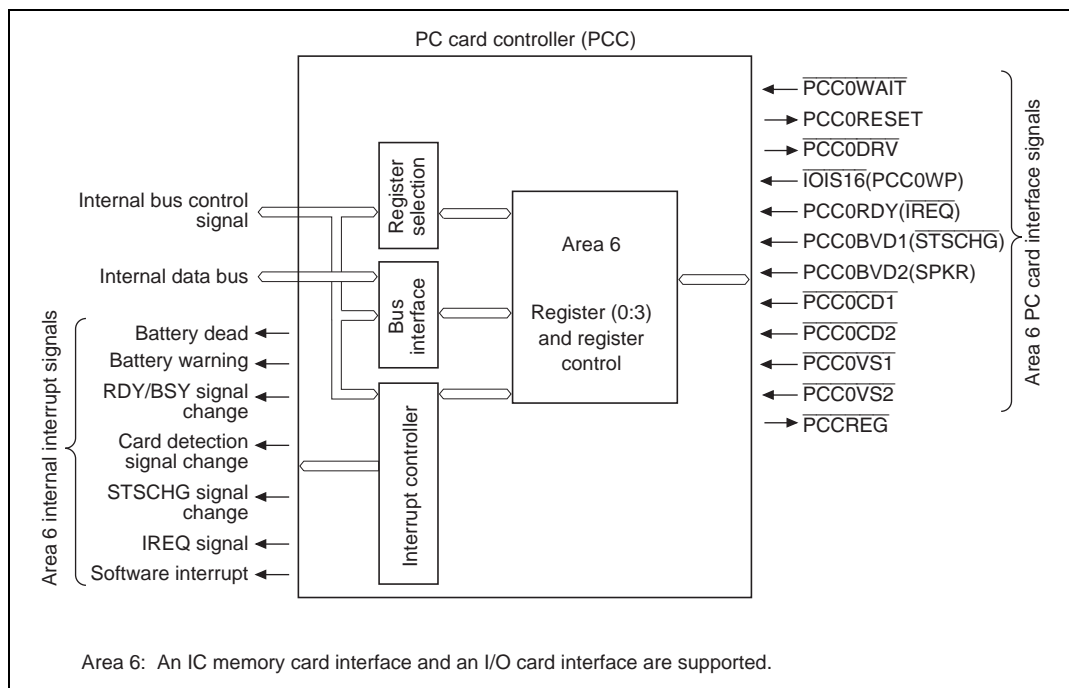 PC card controller (PCC)
Internal bus control
signal
Internal data bus
Area 6 internal interrupt signals
Battery dead
Battery warning
RDY/BSY signal
change
Card detection
signal change
STSCHG signal
change
IREQ signal
Software interrupt
Register
selection
Bus
interface
Interrupt controller
Area 6
Register (0:3)
and register
control
PCC0WAIT
PCC0RESET
PCC0DRV
IOIS16(PCC0WP)
PCC0RDY(IREQ)
PCC0BVD1(STSCHG)
PCC0BVD2(SPKR)
PCC0CD1
PCC0CD2
PCC0VS1
PCC0VS2
PCCREG
Area 6 PC card interface signals
Area 6: An IC memory card interface and an I/O card interface are supported.